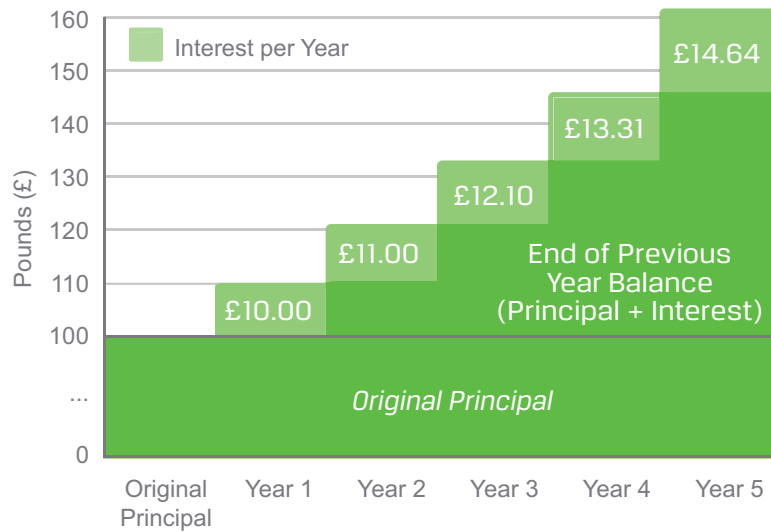 160
150
140
130
120
110
100
...
0
Pounds (£)
Interest per Year
£10.00
£11.00
£12.10
£13.31
£14.64
End of Previous
Year Balance
(Principal + Interest)
Original Principal
Original
Principal
Year 1
Year 2
Year 3
Year 4
Year 5